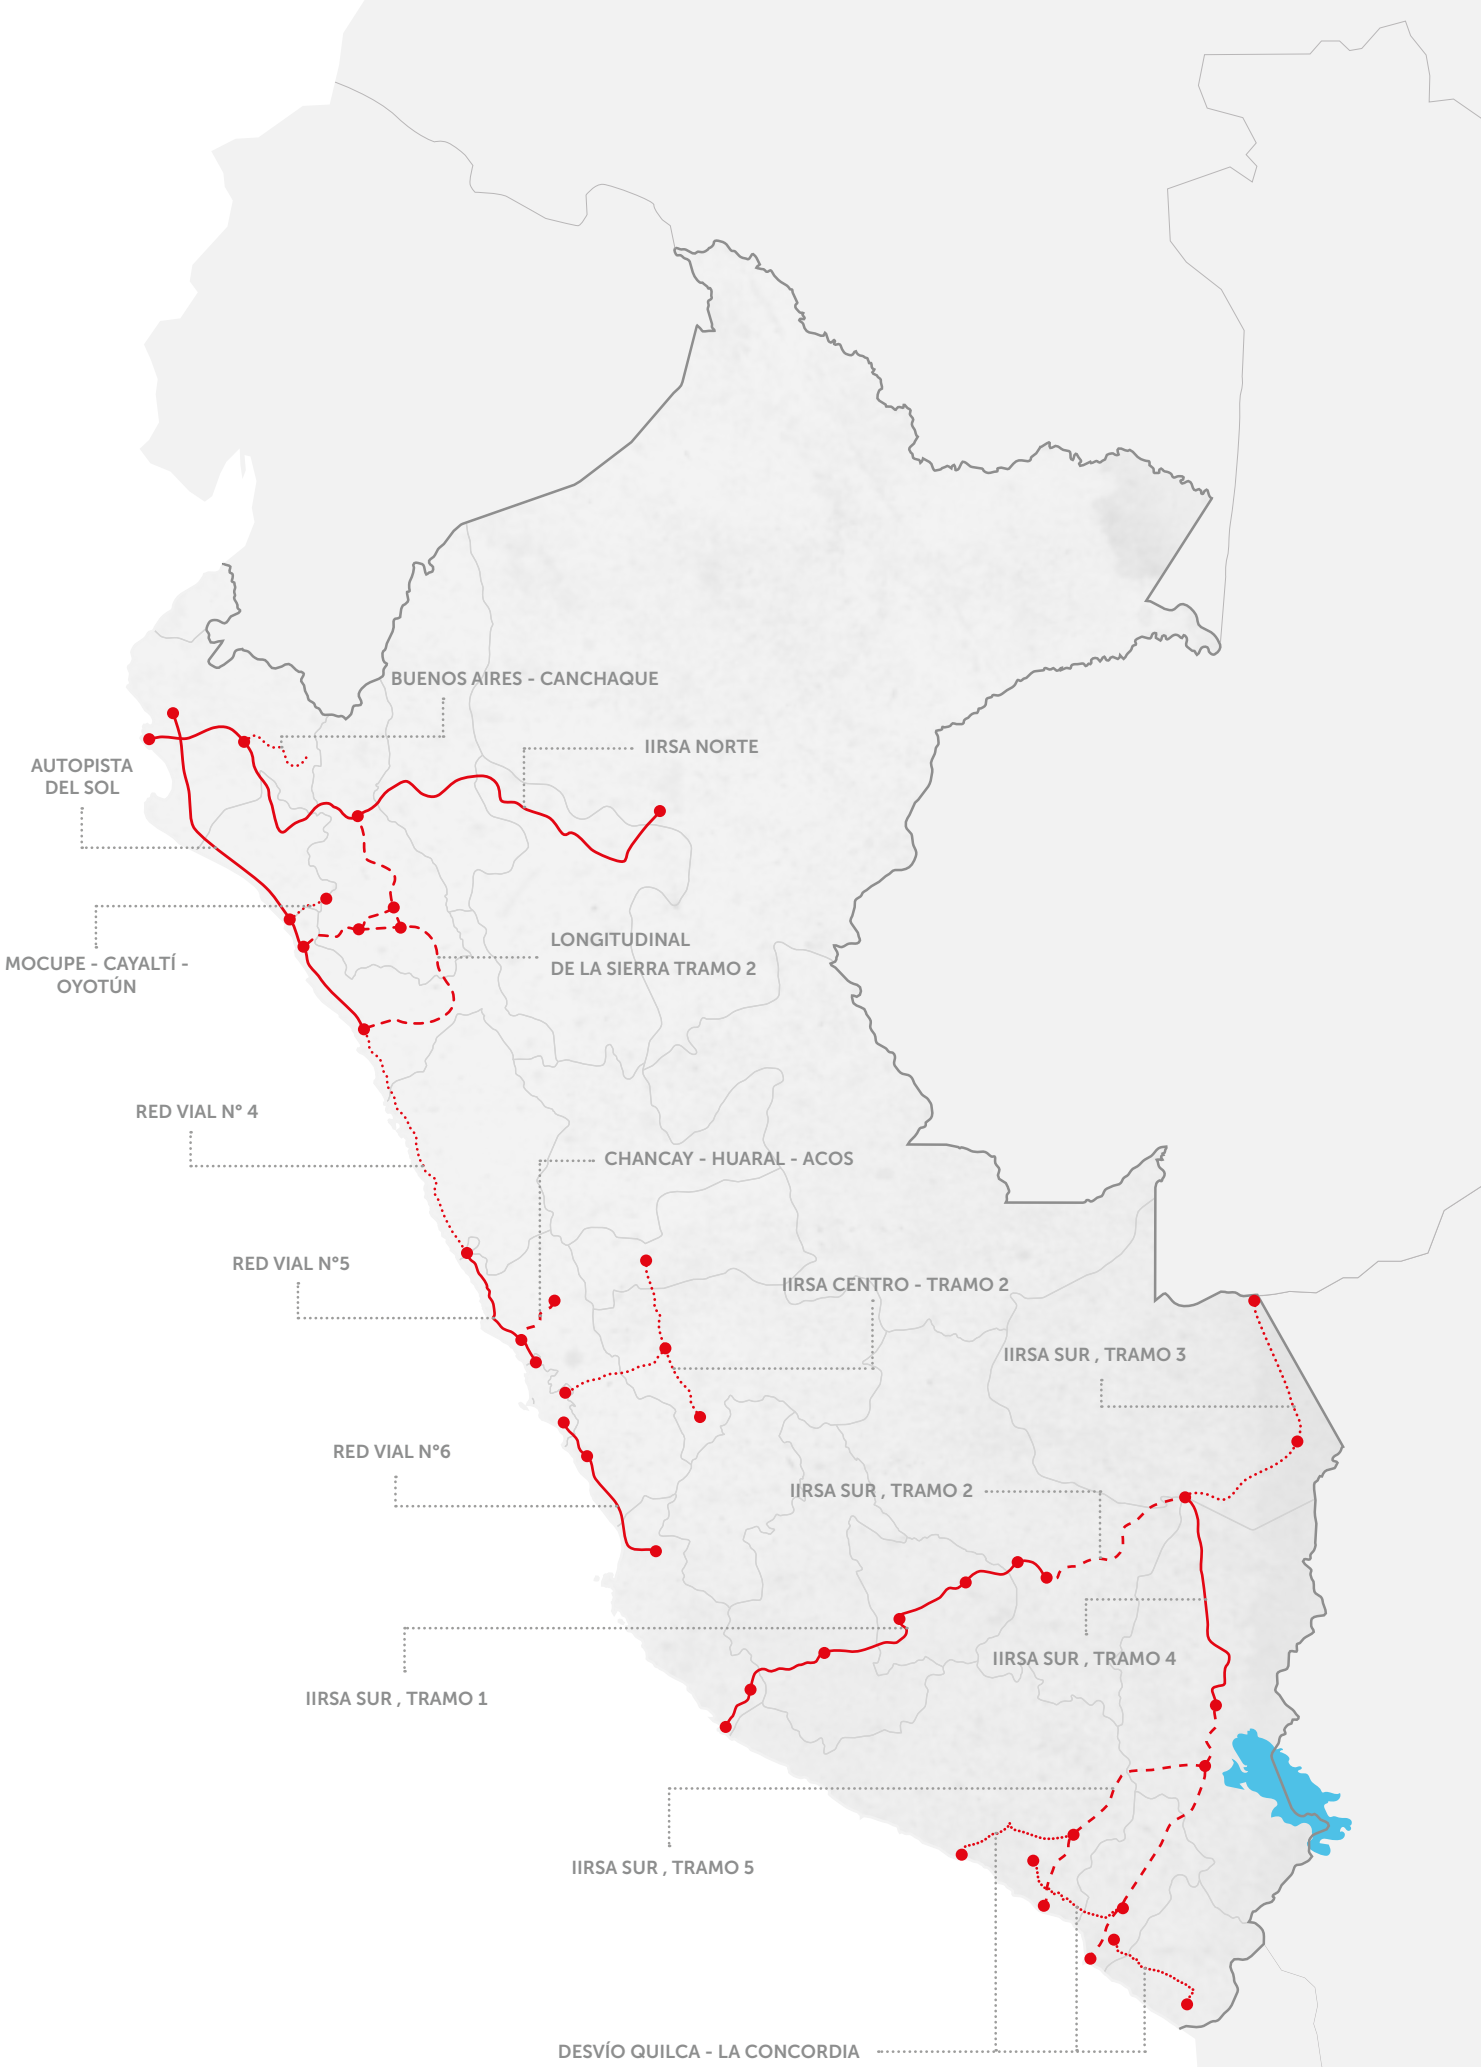 BUENOS AIRES - CANCHAQUE
IIRSA NORTE
AUTOPISTA
DEL SOL
LONGITUDINAL
DE LA SIERRA TRAMO 2
MOCUPE - CAYALTÍ -
OYOTÚN
RED VIAL N° 4
CHANCAY - HUARAL - ACOS
RED VIAL N°5
IIRSA CENTRO - TRAMO 2
IIRSA SUR , TRAMO 3
RED VIAL N°6
IIRSA SUR , TRAMO 2
IIRSA SUR , TRAMO 4
IIRSA SUR , TRAMO 1
IIRSA SUR , TRAMO 5
DESVÍO QUILCA - LA CONCORDIA